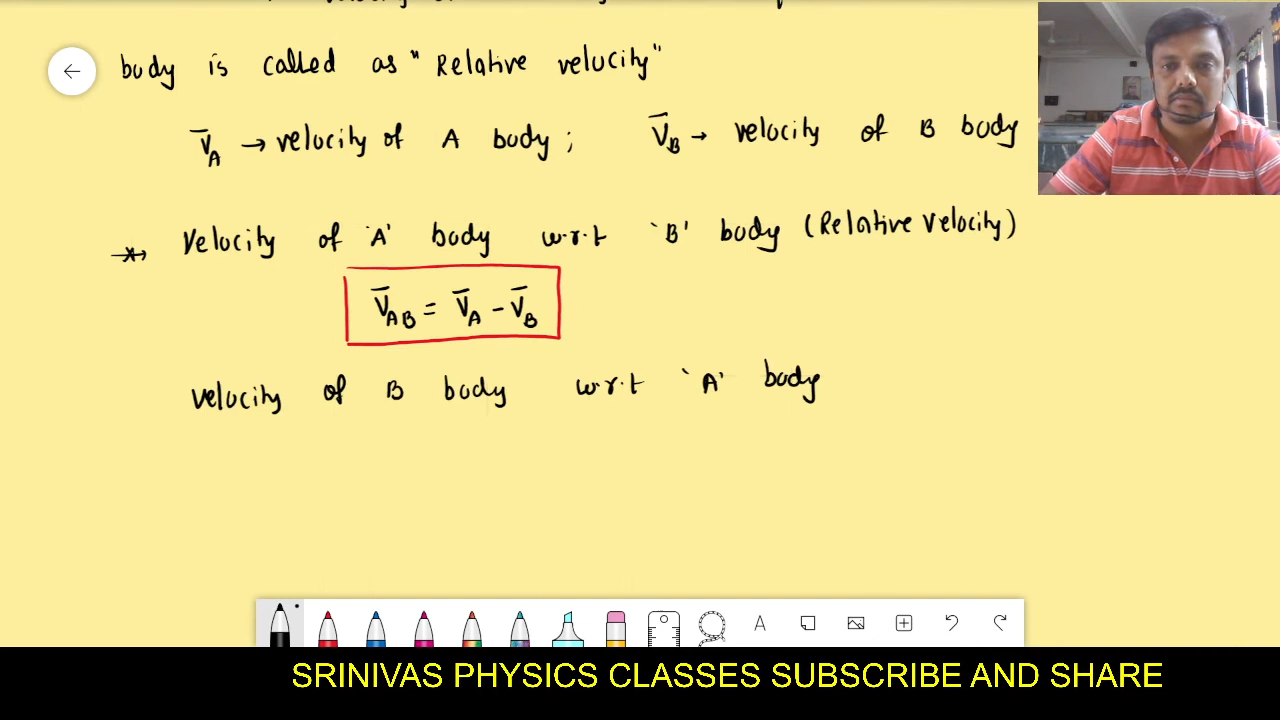 body is called as "Relative velocity"
V̅A → velocity of A body ; V̅B → velocity of B body
Velocity of 'A' body w.r.t 'B' body (Relative Velocity)
V̅AB = V̅A - V̅B
velocity of B body w.r.t 'A' body
A
SRINIVAS PHYSICS CLASSES SUBSCRIBE AND SHARE